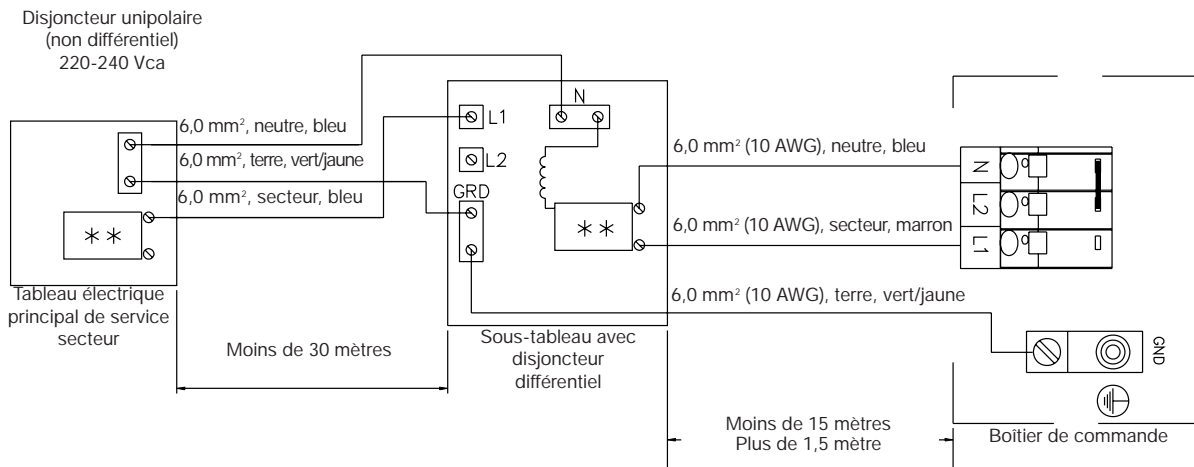 Disjoncteur unipolaire
(non différentiel)
220-240 Vca
6,0 mm², neutre, bleu
6,0 mm², terre, vert/jaune
6,0 mm², secteur, bleu
**
Tableau électrique
principal de service
secteur
Moins de 30 mètres
N
L1
L2
GRD
**
Sous-tableau avec
disjoncteur
différentiel
6,0 mm² (10 AWG), neutre, bleu
6,0 mm² (10 AWG), secteur, marron
6,0 mm² (10 AWG), terre, vert/jaune
Moins de 15 mètres
Plus de 1,5 mètre
N
L2
L1
GND
Boîtier de commande